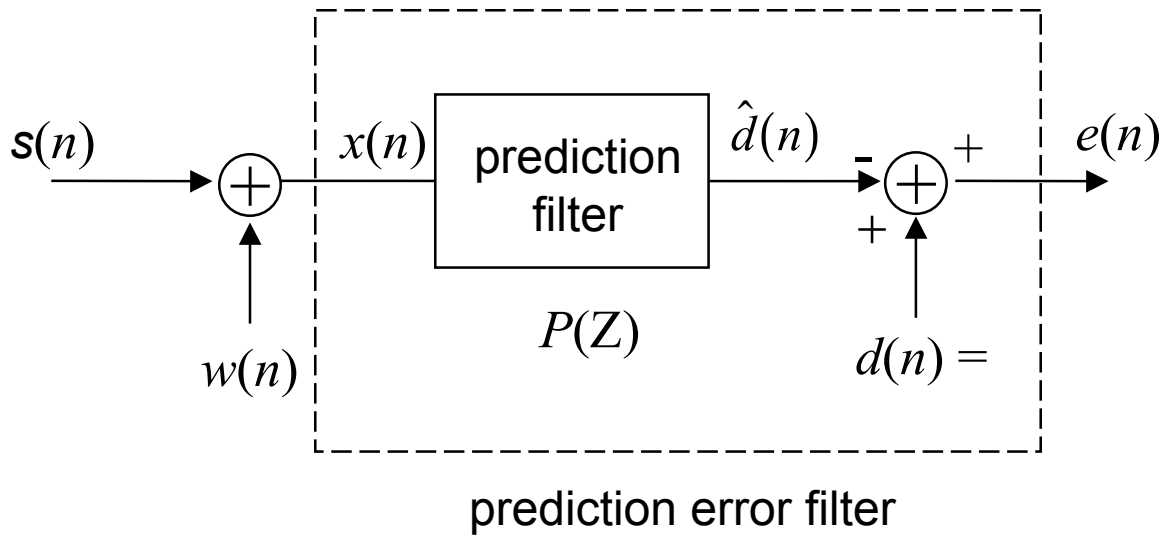 s(n)
x(n)
prediction
filter
d̂(n)
-
+
e(n)
+
+
+
w(n)
P(Z)
d(n) =
prediction error filter